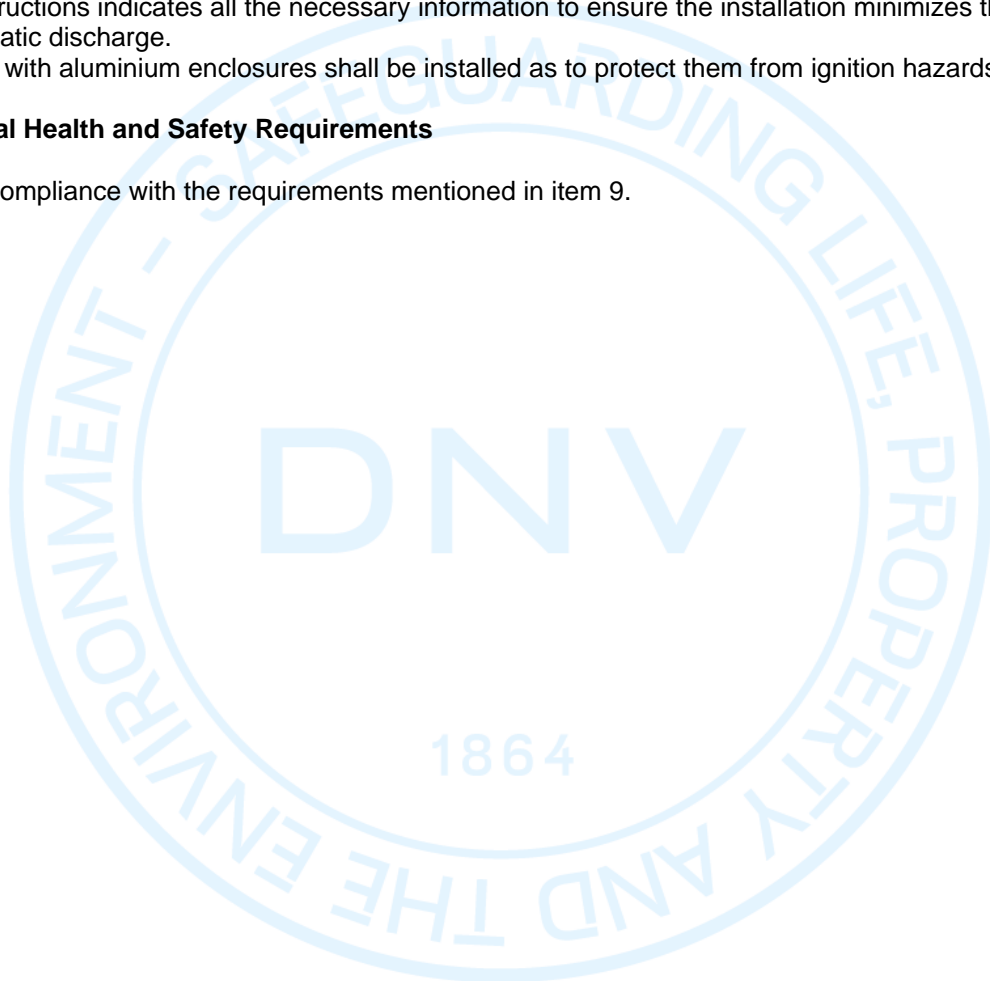 ructions indicates all the necessary information to ensure the installation minimizes th
atic discharge.
with aluminium enclosures shall be installed as to protect them from ignition hazards
al Health and Safety Requirements
ompliance with the requirements mentioned in item 9.
SAFEGUARDING LIFE, PROPERTY AND THE ENVIRONMENT -
DNV
1864